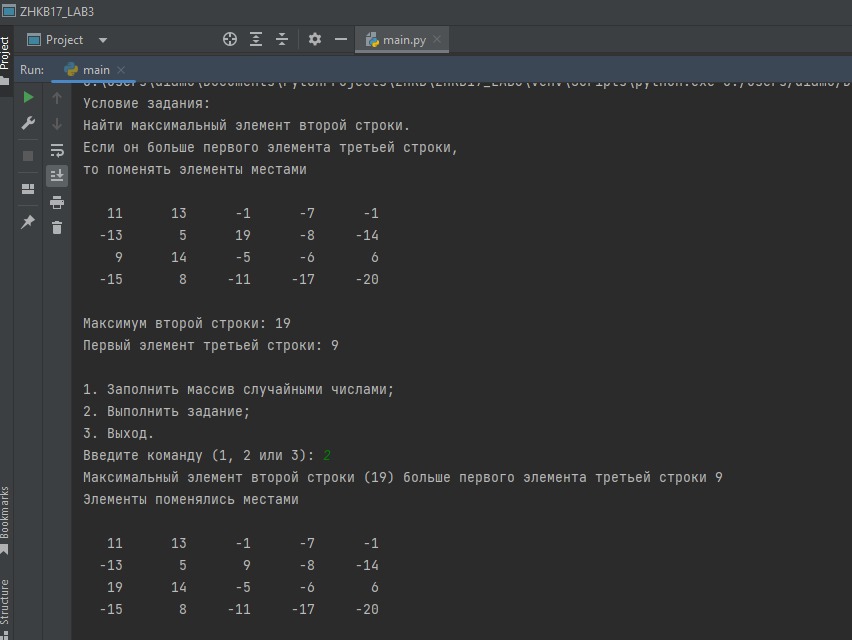 ZHKB17_LAB3
Project
main.py
Project
Run:
main
Условие задания:
Найти максимальный элемент второй строки.
Если он больше первого элемента третьей строки,
то поменять элементы местами
11 13 -1 -7 -1
-13 5 19 -8 -14
9 14 -5 -6 6
-15 8 -11 -17 -20
Максимум второй строки: 19
Первый элемент третьей строки: 9
1. Заполнить массив случайными числами;
2. Выполнить задание;
3. Выход.
Введите команду (1, 2 или 3): 2
Максимальный элемент второй строки (19) больше первого элемента третьей строки 9
Элементы поменялись местами
11 13 -1 -7 -1
-13 5 9 -8 -14
19 14 -5 -6 6
-15 8 -11 -17 -20
Bookmarks
Structure